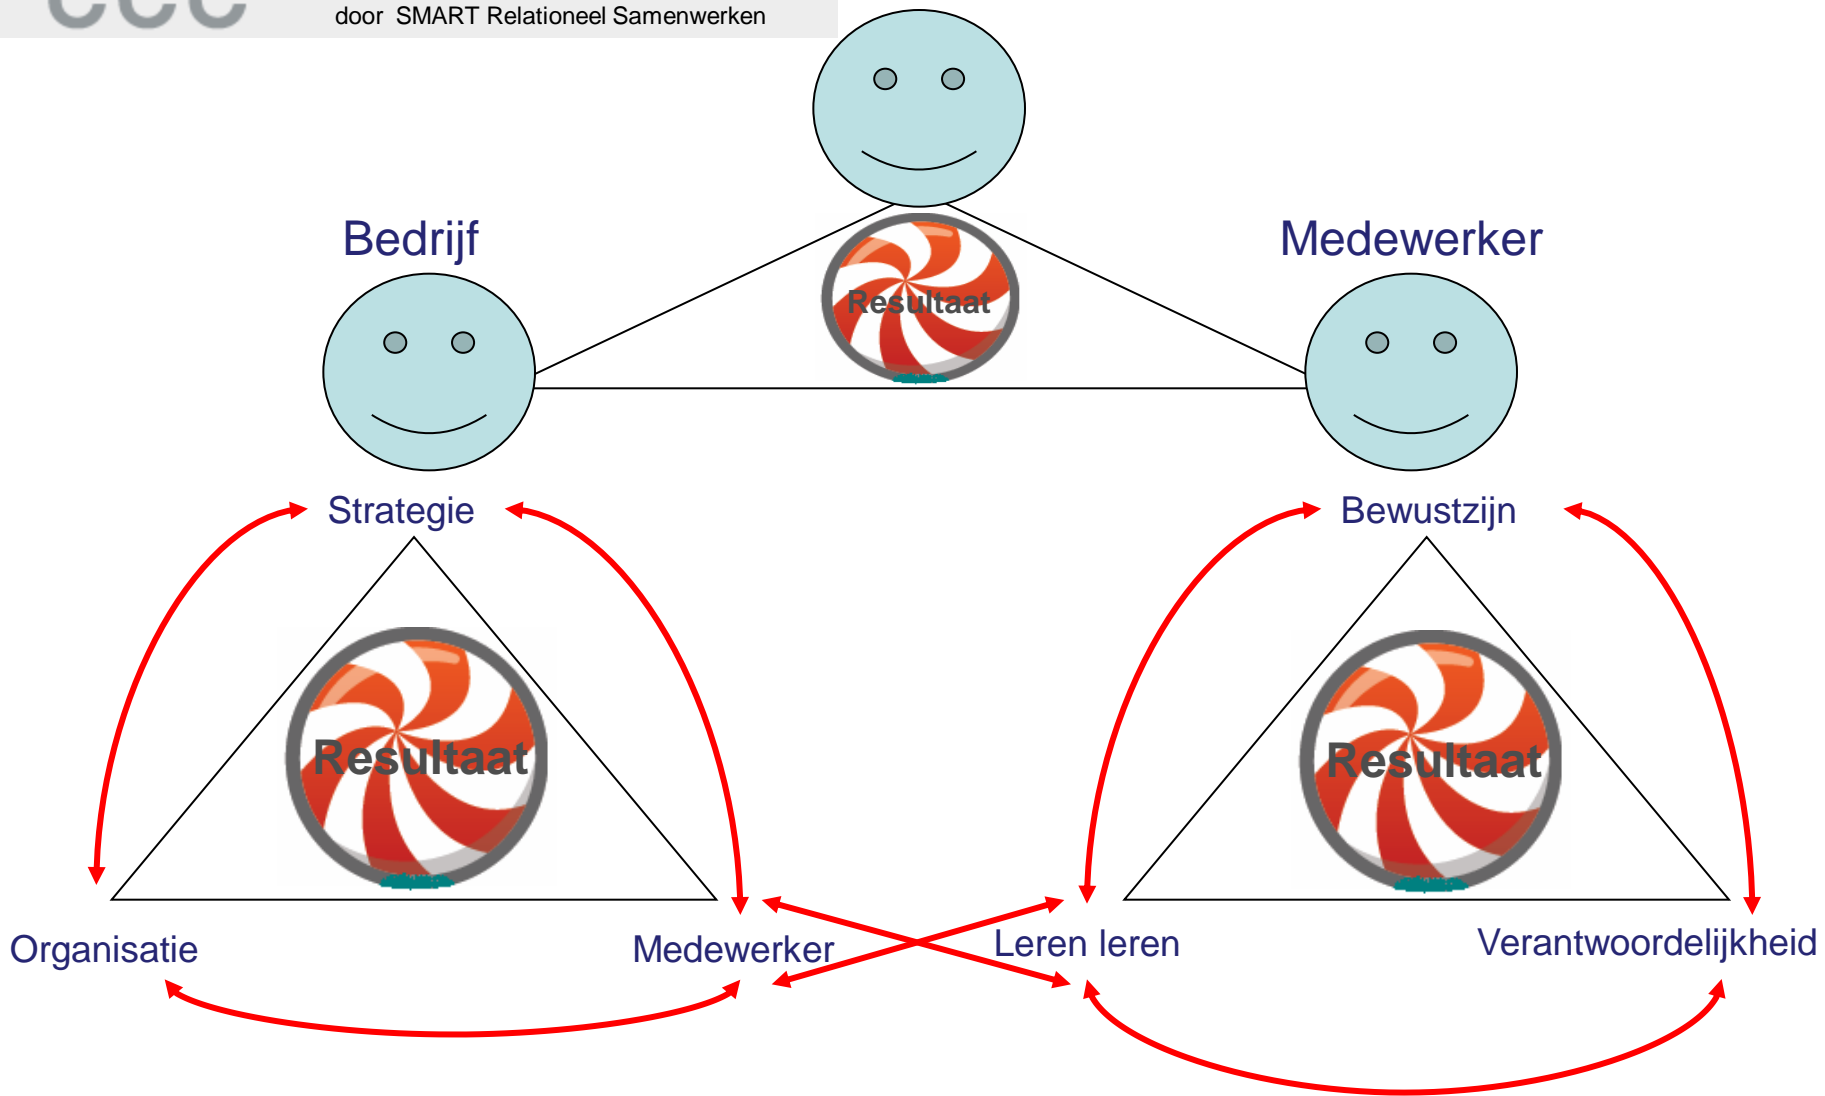 door SMART Relationeel Samenwerken
Bedrijf
Medewerker
Resultaat
Strategie
Bewustzijn
Resultaat
Resultaat
Organisatie
Medewerker
Leren leren
Verantwoordelijkheid